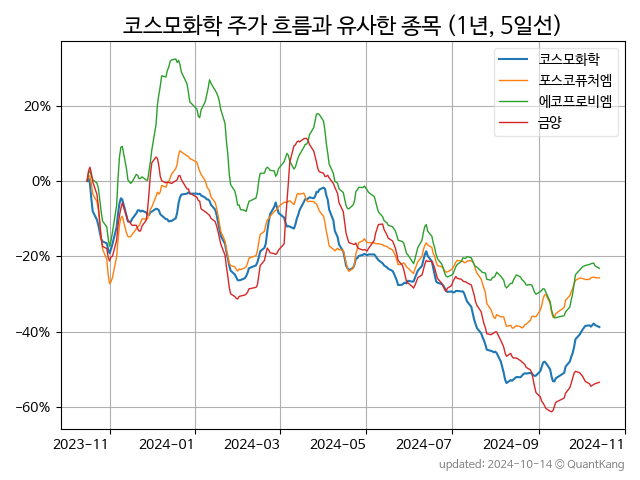 코스모화학 주가 흐름과 유사한 종목 (1년, 5일선)
코스모화학
포스코퓨처엠
에코프로비엠
금양
20%
0%
−20%
−40%
−60%
2023-11 2024-01 2024-03 2024-05 2024-07 2024-09 2024-11
updated: 2024-10-14 © QuantKang